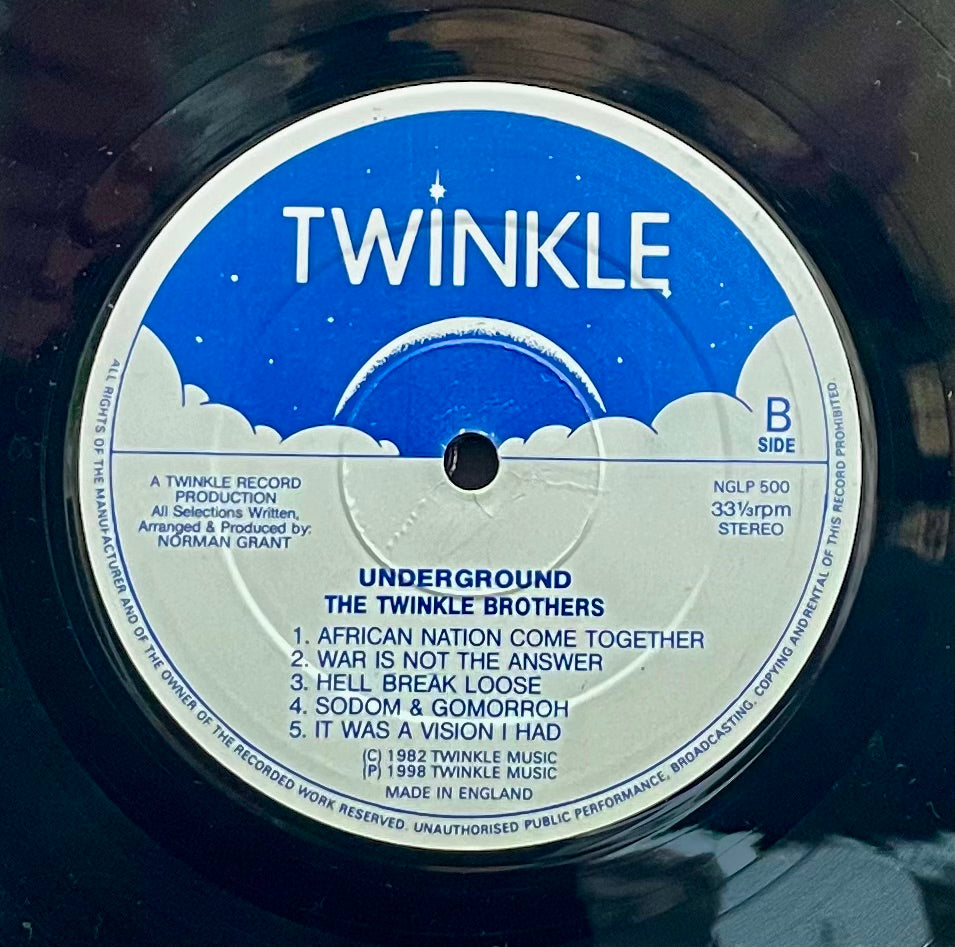 TWINKLE
B
SIDE
A TWINKLE RECORD
PRODUCTION
All Selections Written,
Arranged & Produced by:
NORMAN GRANT
NGLP 500
33⅓rpm
STEREO
UNDERGROUND
THE TWINKLE BROTHERS
1. AFRICAN NATION COME TOGETHER
2. WAR IS NOT THE ANSWER
3. HELL BREAK LOOSE
4. SODOM & GOMORROH
5. IT WAS A VISION I HAD
(C) 1982 TWINKLE MUSIC
(P) 1998 TWINKLE MUSIC
MADE IN ENGLAND
ALL RIGHTS OF THE MANUFACTURER AND OF THE OWNER OF THE RECORDED WORK RESERVED. UNAUTHORISED PUBLIC PERFORMANCE, BROADCASTING, COPYING ANDRENTAL OF THIS RECORD PROHIBITED.